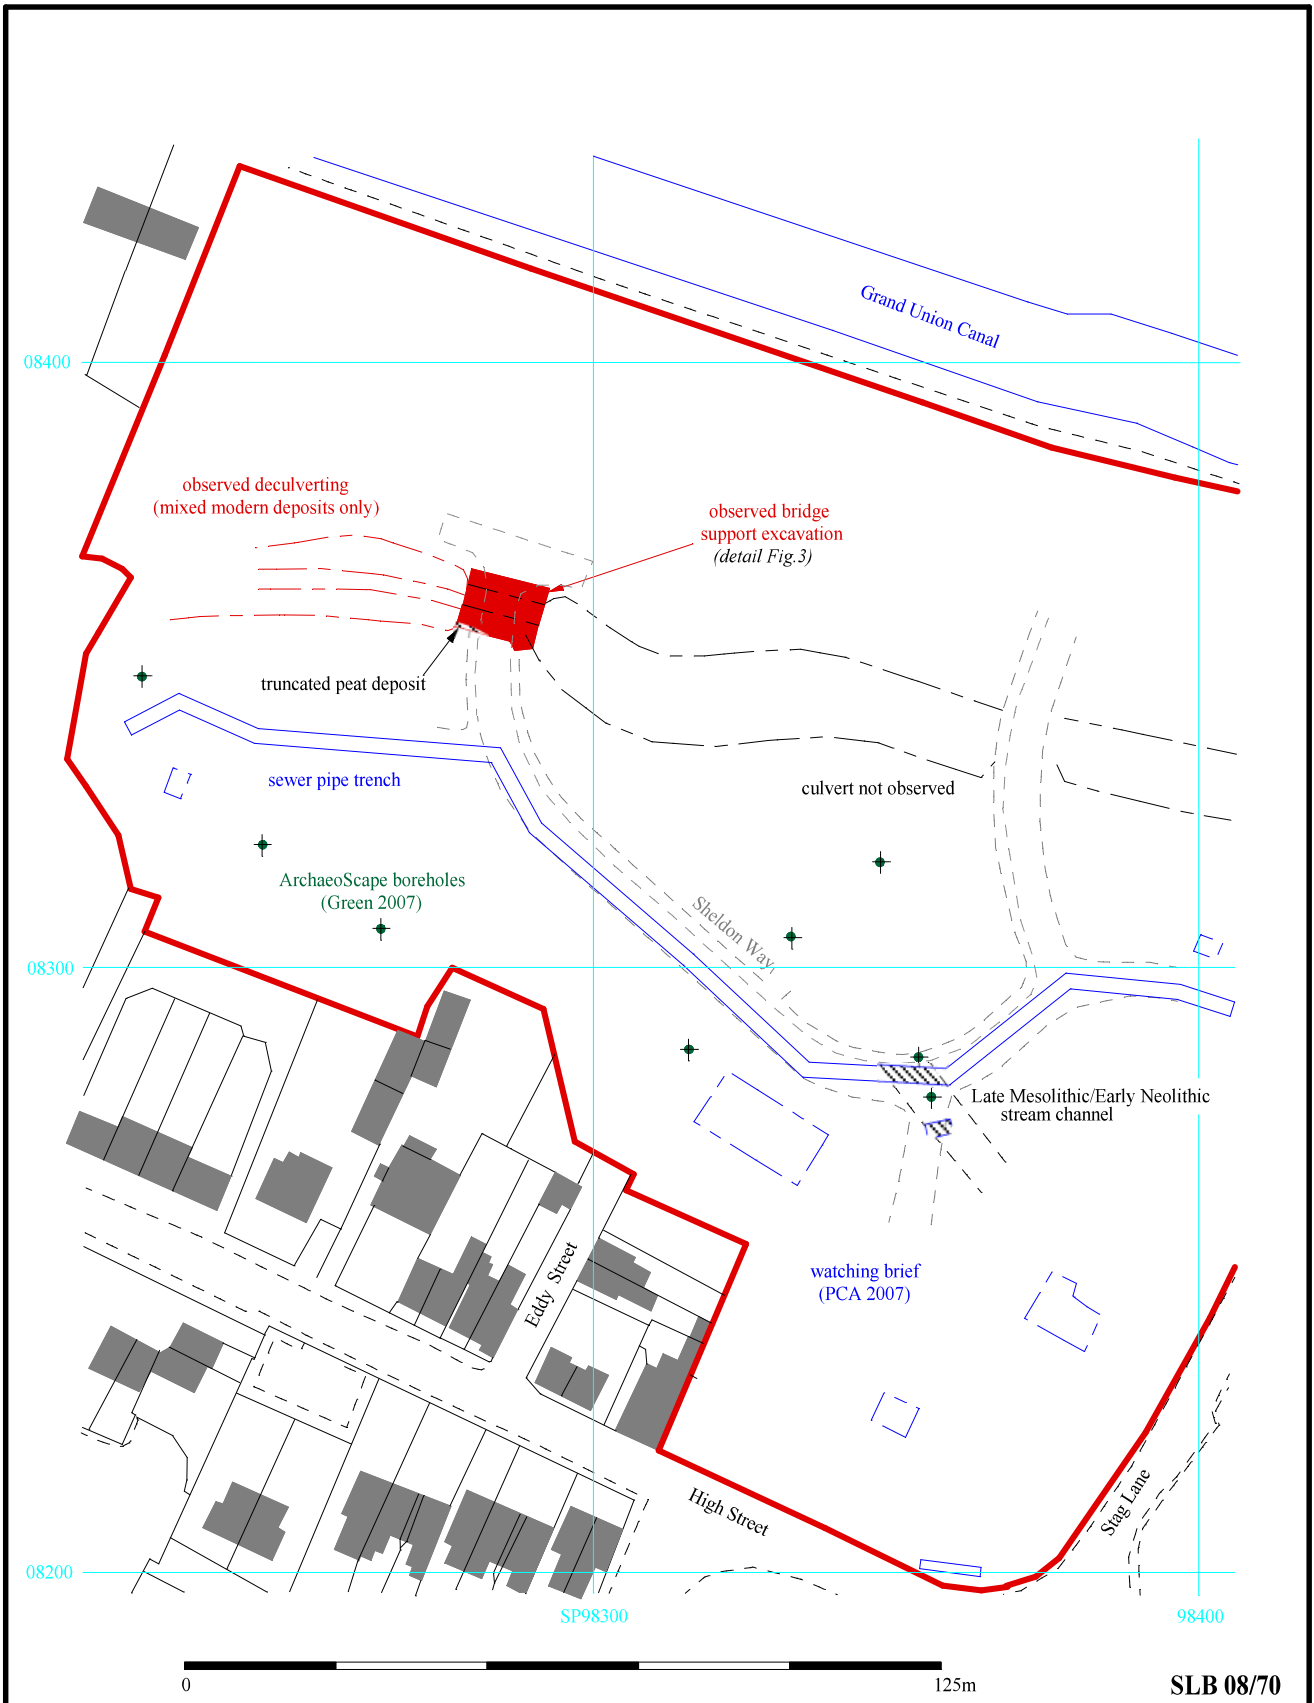 Grand Union Canal
08400
observed deculverting
(mixed modern deposits only)
observed bridge
support excavation
(detail Fig.3)
truncated peat deposit
sewer pipe trench
culvert not observed
ArchaeoScape boreholes
(Green 2007)
Sheldon Way
08300
Late Mesolithic/Early Neolithic
stream channel
Eddy Street
watching brief
(PCA 2007)
High Street
Stag Lane
08200
SP98300
98400
0
125m
SLB 08/70